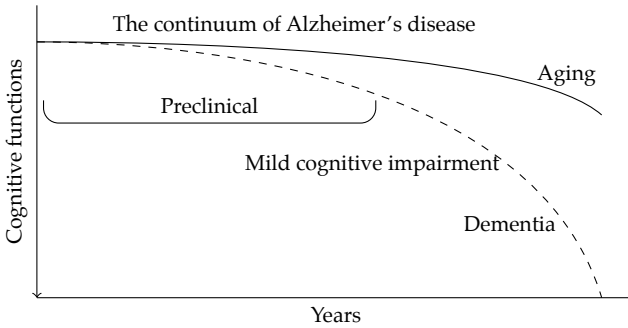 The continuum of Alzheimer’s disease
Aging
Preclinical
Mild cognitive impairment
Dementia
Cognitive functions
Years